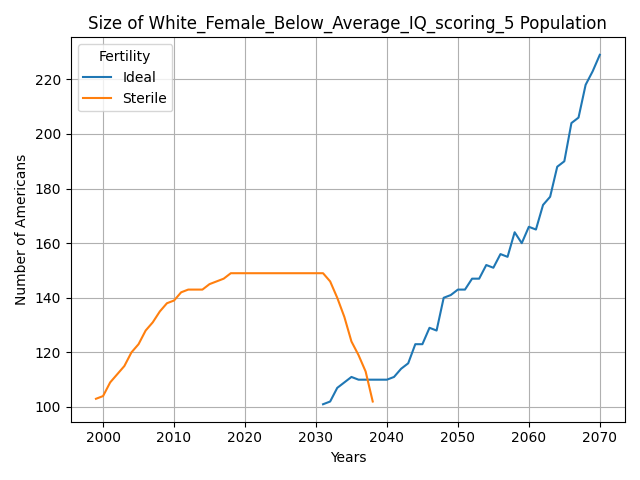 Size of White_Female_Below_Average_IQ_scoring_5 Population
Fertility
Ideal
Sterile
Number of Americans
220
200
180
160
140
120
100
2000 2010 2020 2030 2040 2050 2060 2070
Years